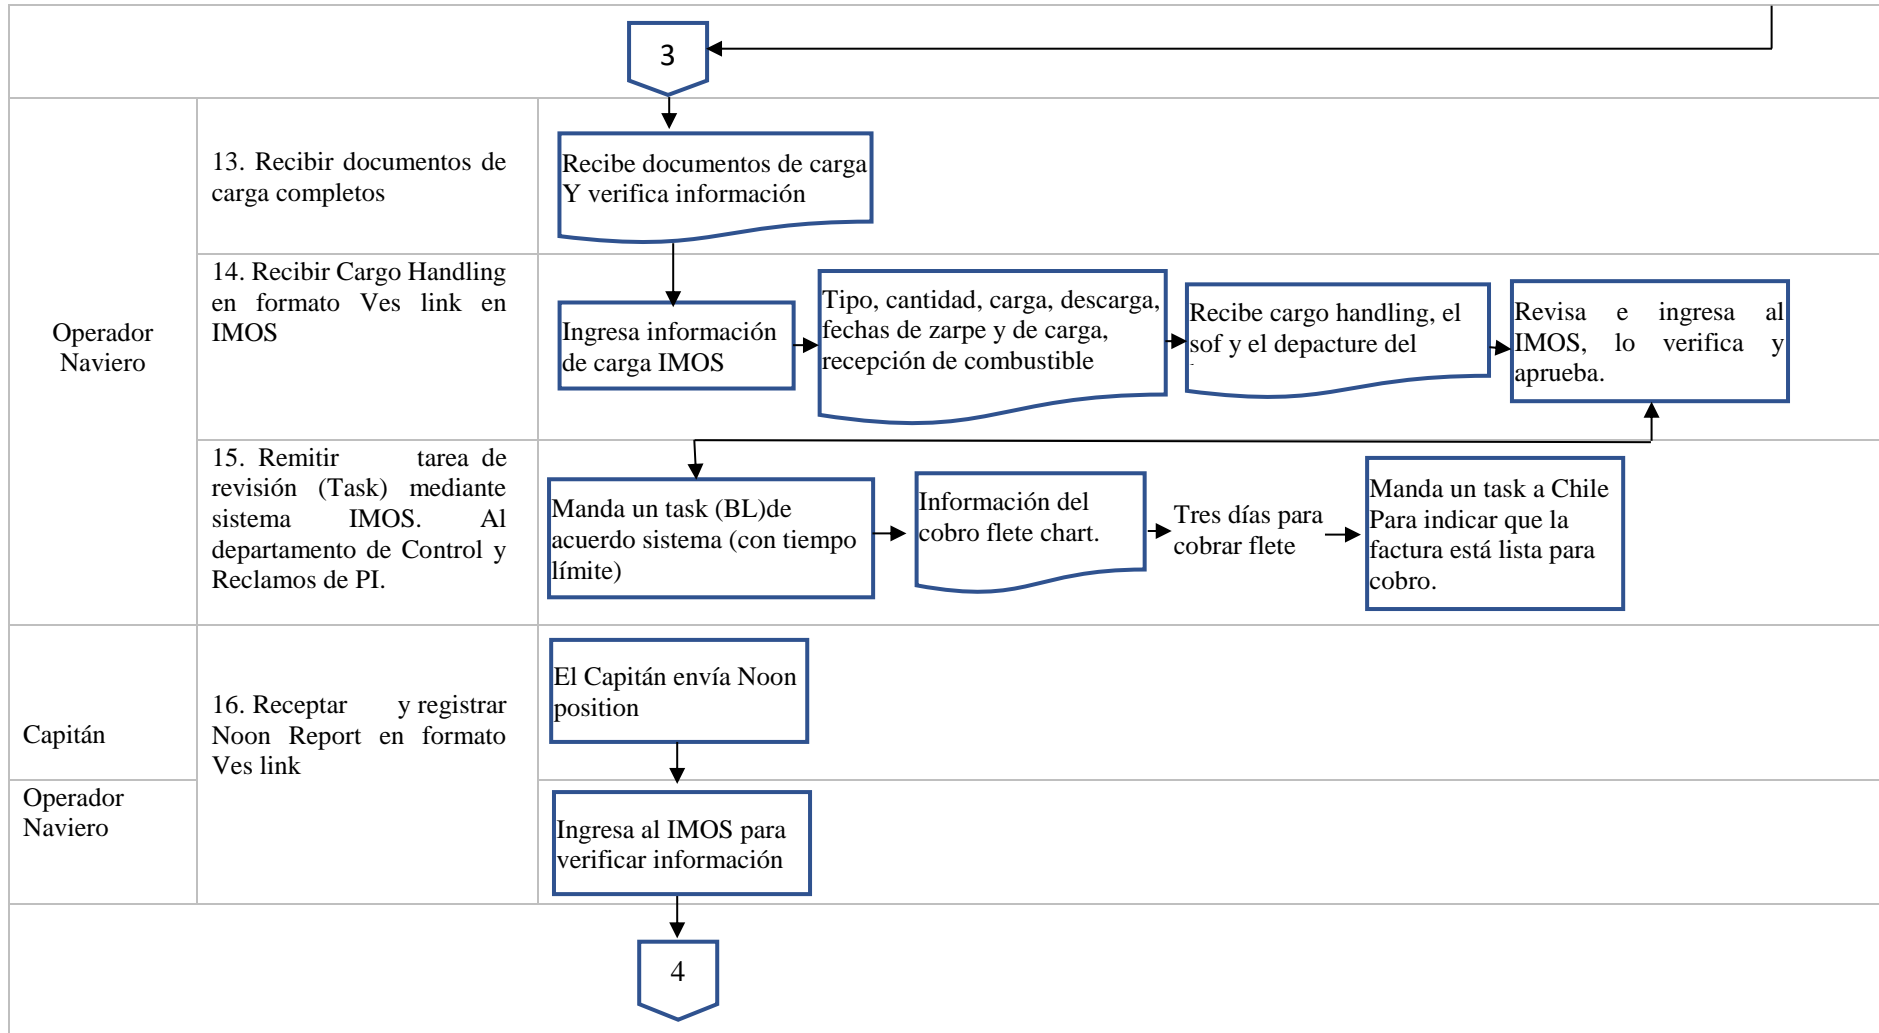 3
Operador
Naviero
13. Recibir documentos de
carga completos
Recibe documentos de carga
Y verifica información
14. Recibir Cargo Handling
en formato Ves link en
IMOS
Ingresa información
de carga IMOS
Tipo, cantidad, carga, descarga,
fechas de zarpe y de carga,
recepción de combustible
Recibe cargo handling, el
sof y el depacture del
Revisa e ingresa al
IMOS, lo verifica y
aprueba.
15. Remitir tarea de
revisión (Task) mediante
sistema IMOS. Al
departamento de Control y
Reclamos de PI.
Manda un task (BL)de
acuerdo sistema (con tiempo
límite)
Información del
cobro flete chart.
Tres días para
cobrar flete
Manda un task a Chile
Para indicar que la
factura está lista para
cobro.
Capitán
16. Receptar y registrar
Noon Report en formato
Ves link
El Capitán envía Noon
position
Operador
Naviero
Ingresa al IMOS para
verificar información
4